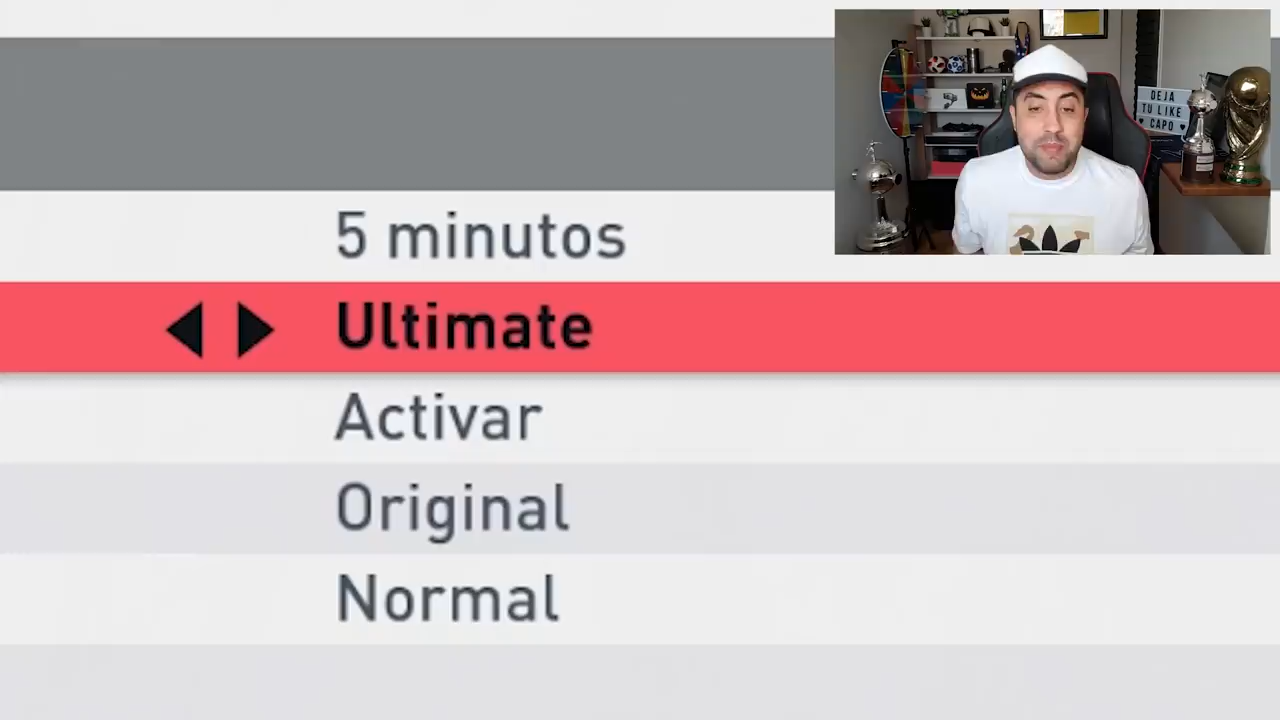 DEJA
TU LIKE
CAPO
5 minutos
Ultimate
Activar
Original
Normal